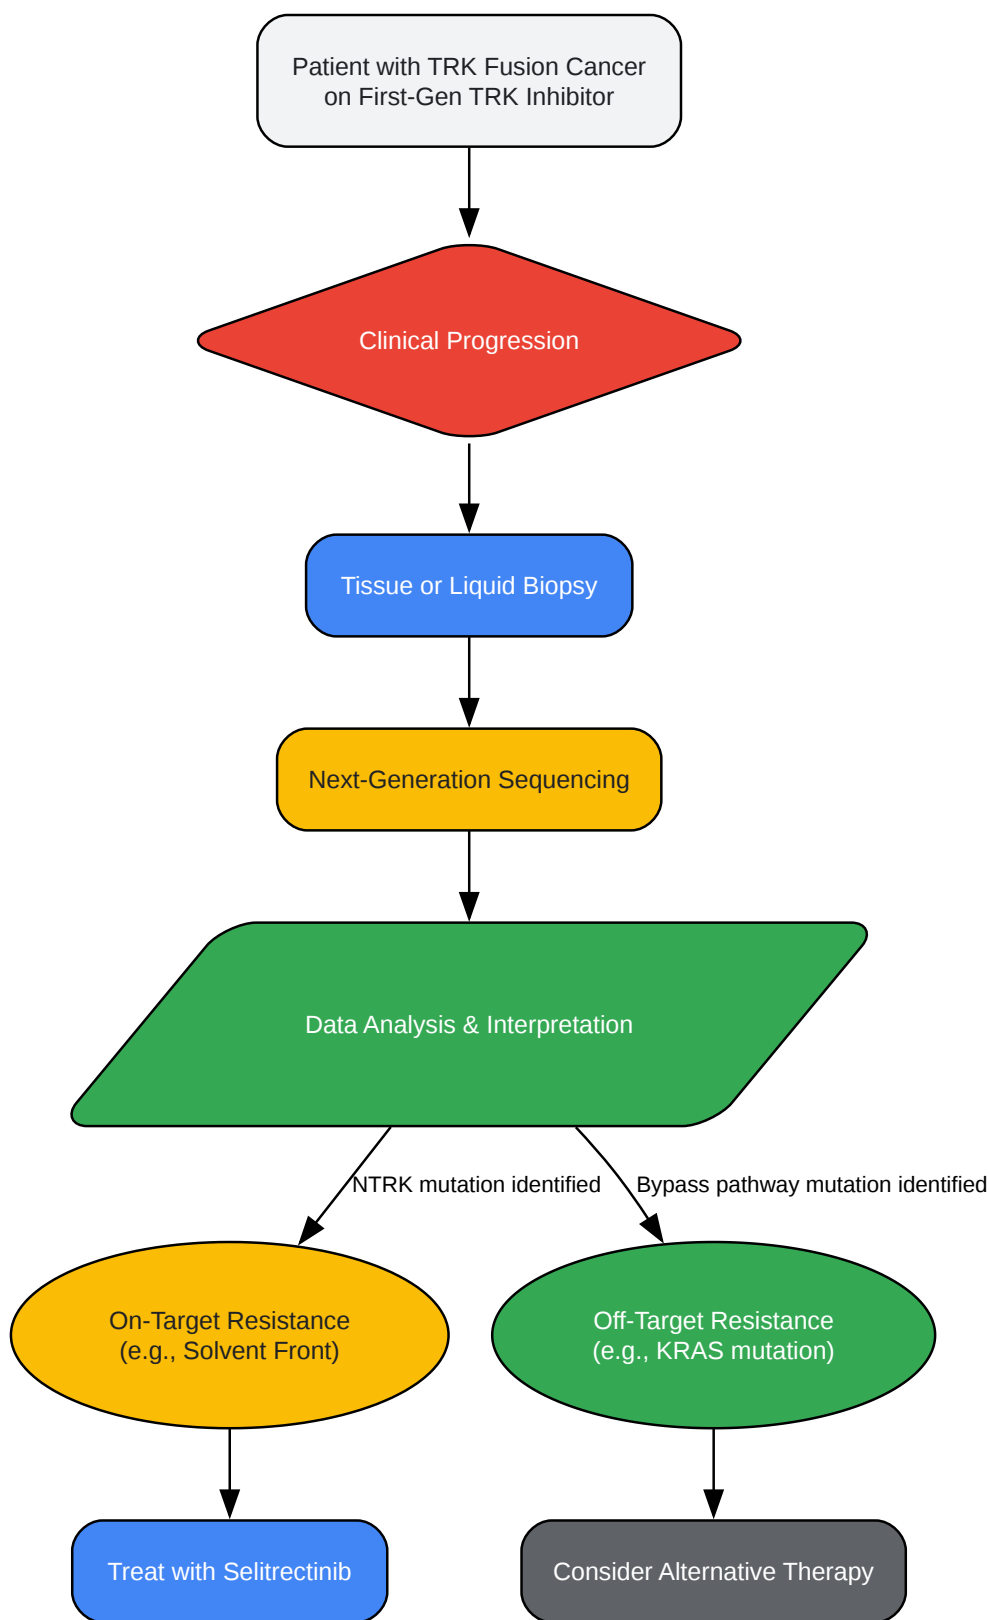 Patient with TRK Fusion Cancer
on First-Gen TRK Inhibitor
Clinical Progression
Tissue or Liquid Biopsy
Next-Generation Sequencing
Data Analysis & Interpretation
NTRK mutation identified
Bypass pathway mutation identified
On-Target Resistance
(e.g., Solvent Front)
Off-Target Resistance
(e.g., KRAS mutation)
Treat with Selitrectinib
Consider Alternative Therapy